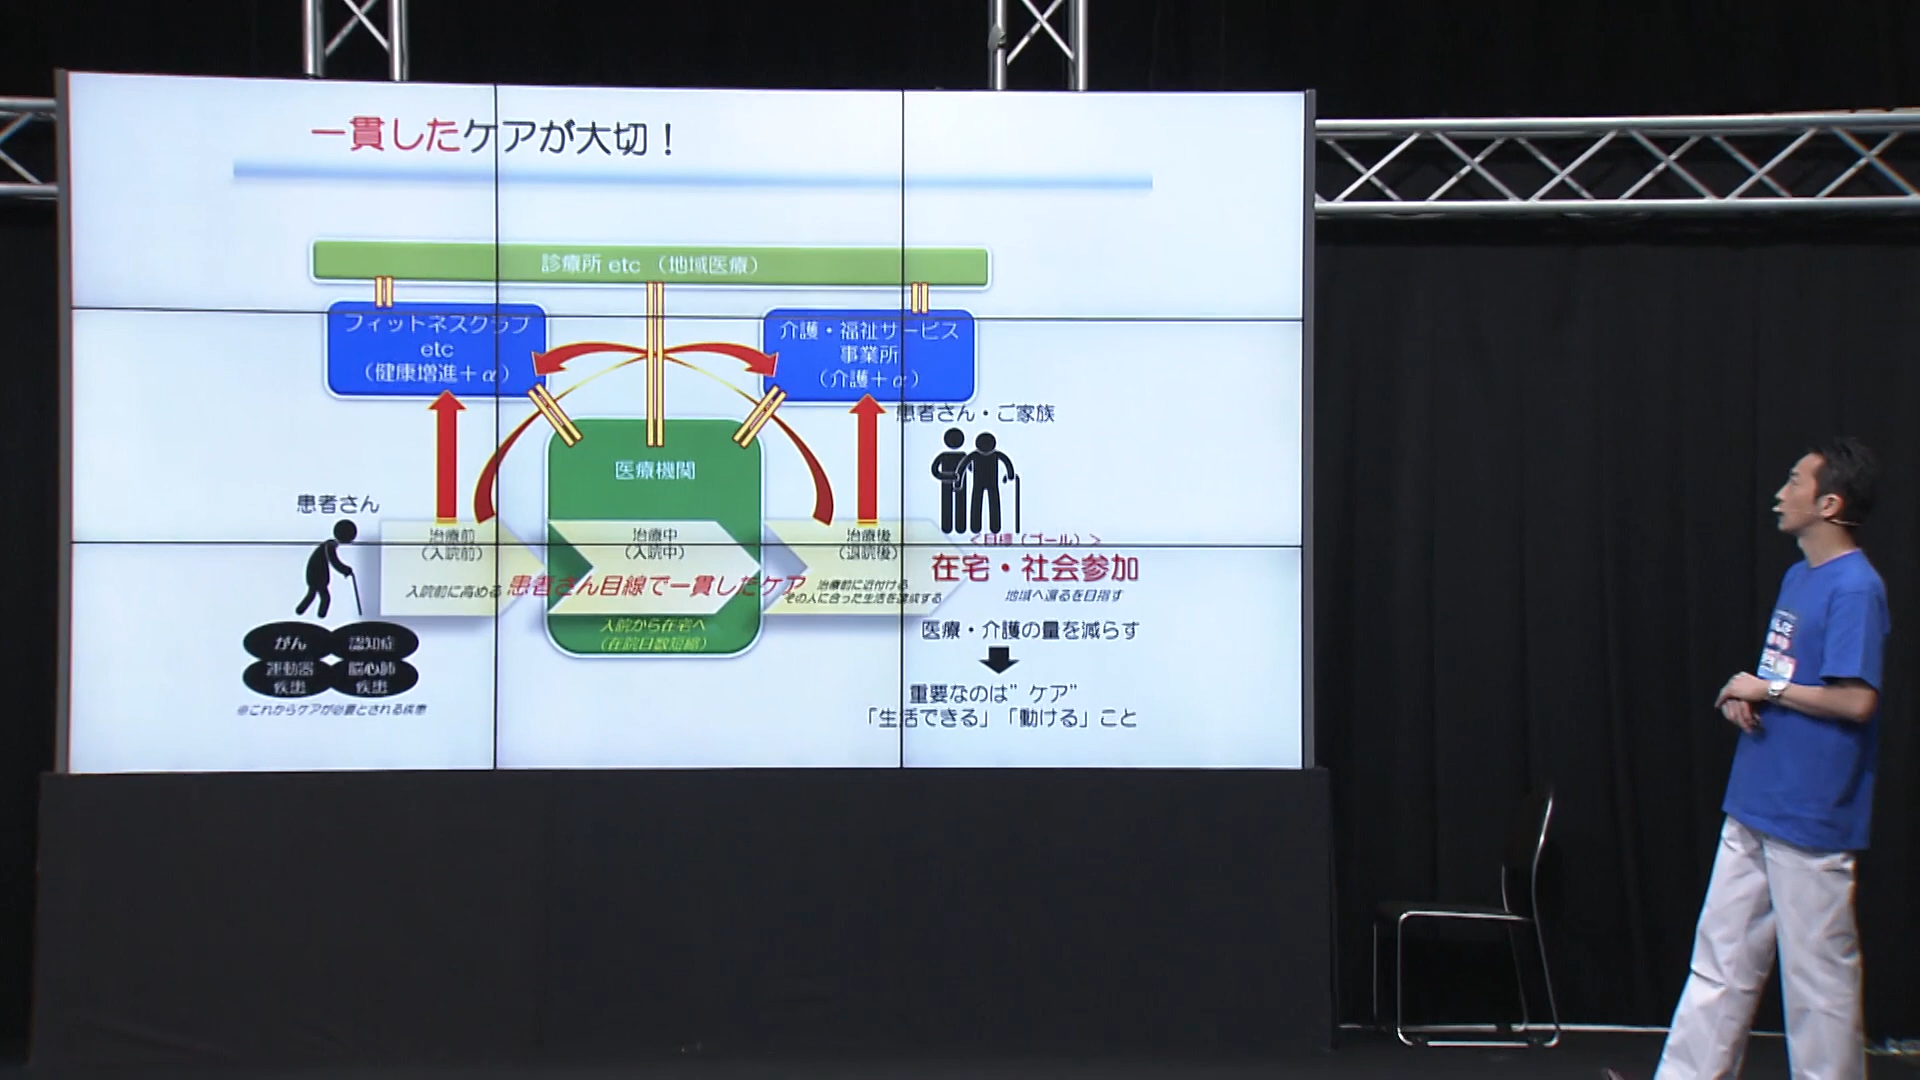 一貫したケアが大切！
診療所 etc （地域医療）
フィットネスクラブ
etc
（健康増進＋α）
介護・福祉サービス
事業所
（介護＋α）
患者さん・ご家族
医療機関
患者さん
治療前
（入院前）
治療中
（入院中）
治療後
（退院後）
＜目標（ゴール）＞
在宅・社会参加
地域へ還るを目指す
入院前に高める
患者さん目線で一貫したケア
治療前に近付ける
その人に合った生活を達成する
入院から在宅へ
（在院日数短縮）
医療・介護の量を減らす
がん
認知症
運動器
疾患
脳心肺
疾患
※これからケアが必要とされる疾患
重要なのは”ケア”
「生活できる」「動ける」こと